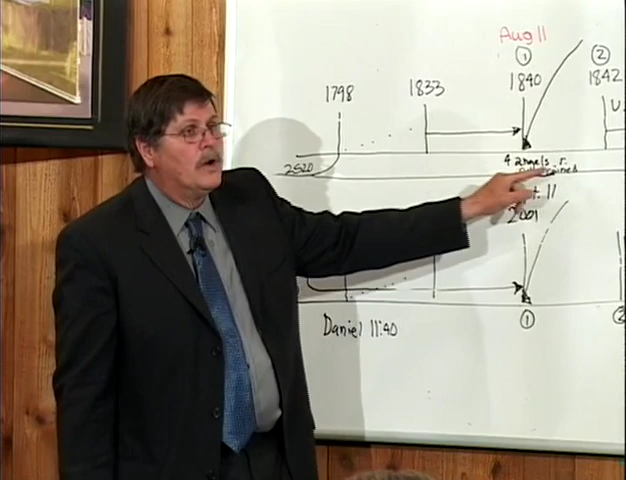 Aug 11
① ②
1798 1833 1840 1842
2520
4 angels r.
11
2001
① ②
Daniel 11:40